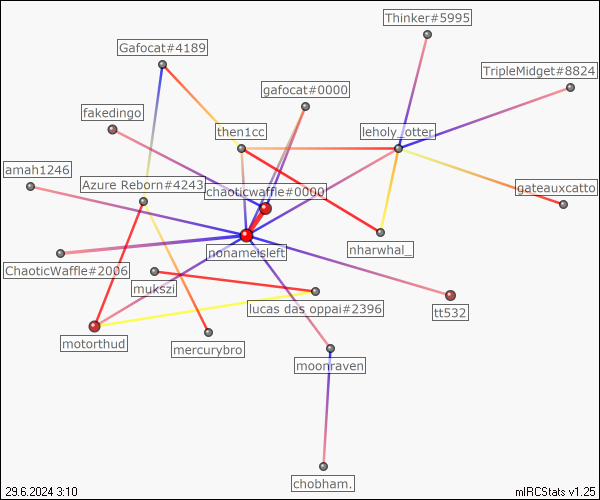 Thinker#5995
Gafocat#4189
TripleMidget#8824
gafocat#0000
fakedingo
then1cc
leholy_otter
amah1246
Azure Reborn#4243
chaoticwaffle#0000
gateauxcatto
nonameisleft
nharwhal_
ChaoticWaffle#2006
mukszi
lucas das oppai#2396
tt532
motorthud
mercurybro
moonraven
chobham.
29.6.2024 3:10
mIRCStats v1.25